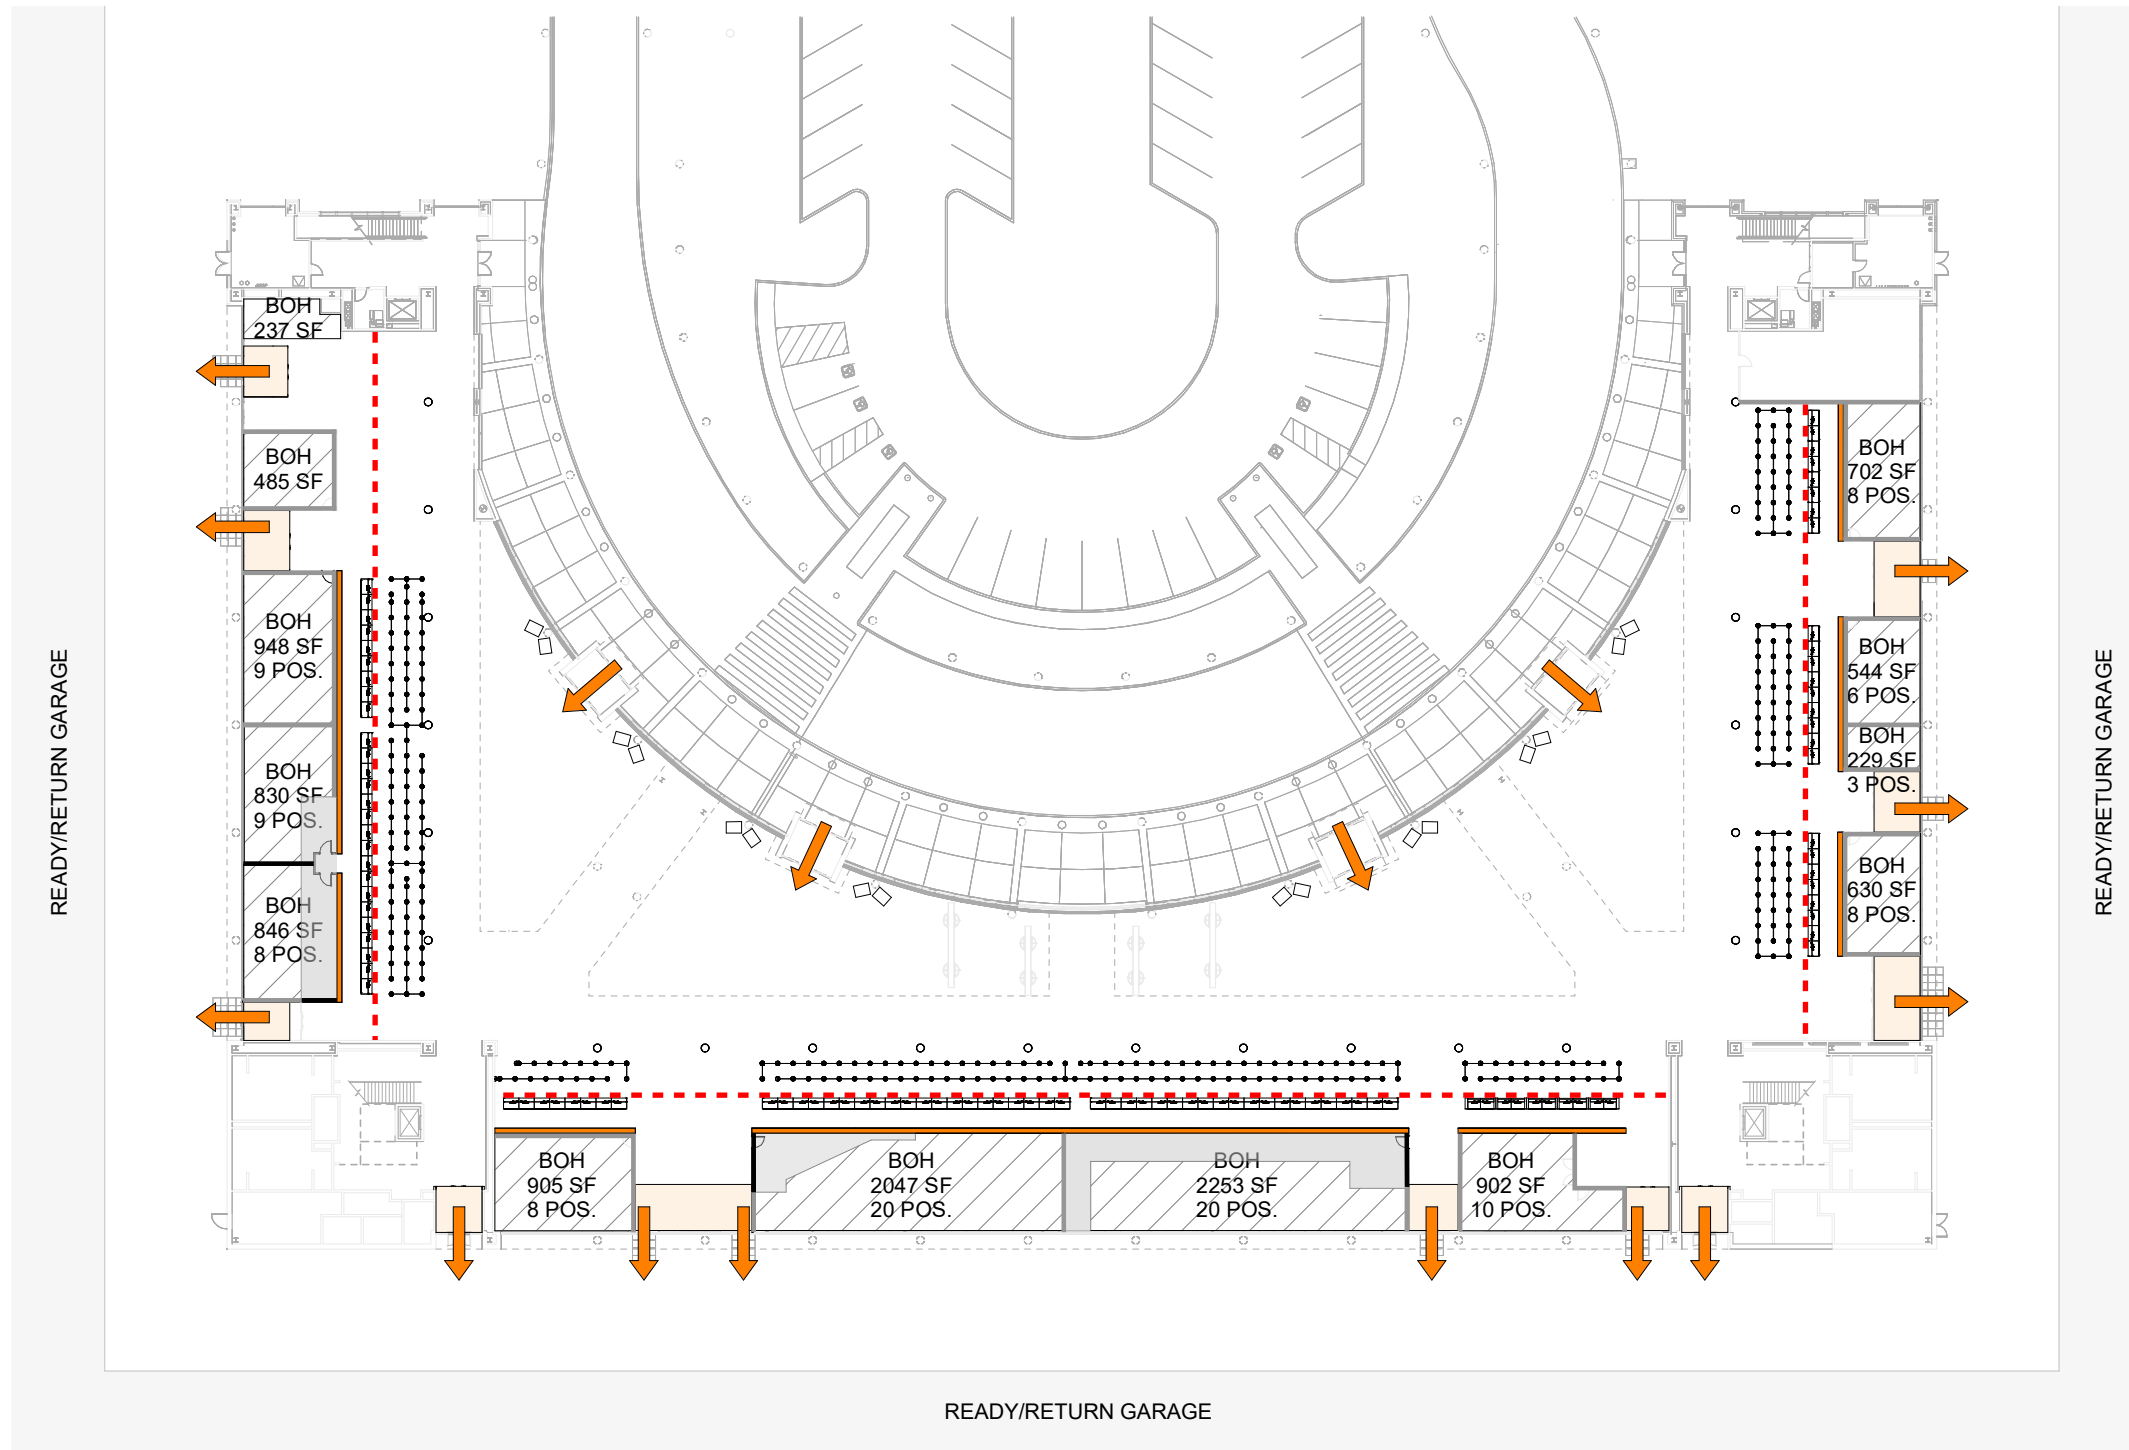 BOH
237 SF
BOH
485 SF
BOH
948 SF
9 POS.
BOH
830 SF
9 POS.
BOH
846 SF
8 POS.
BOH
702 SF
8 POS.
BOH
544 SF
6 POS.
BOH
229 SF
3 POS.
BOH
630 SF
8 POS.
BOH
905 SF
8 POS.
BOH
2047 SF
20 POS.
BOH
2253 SF
20 POS.
BOH
902 SF
10 POS.
READY/RETURN GARAGE
READY/RETURN GARAGE
READY/RETURN GARAGE